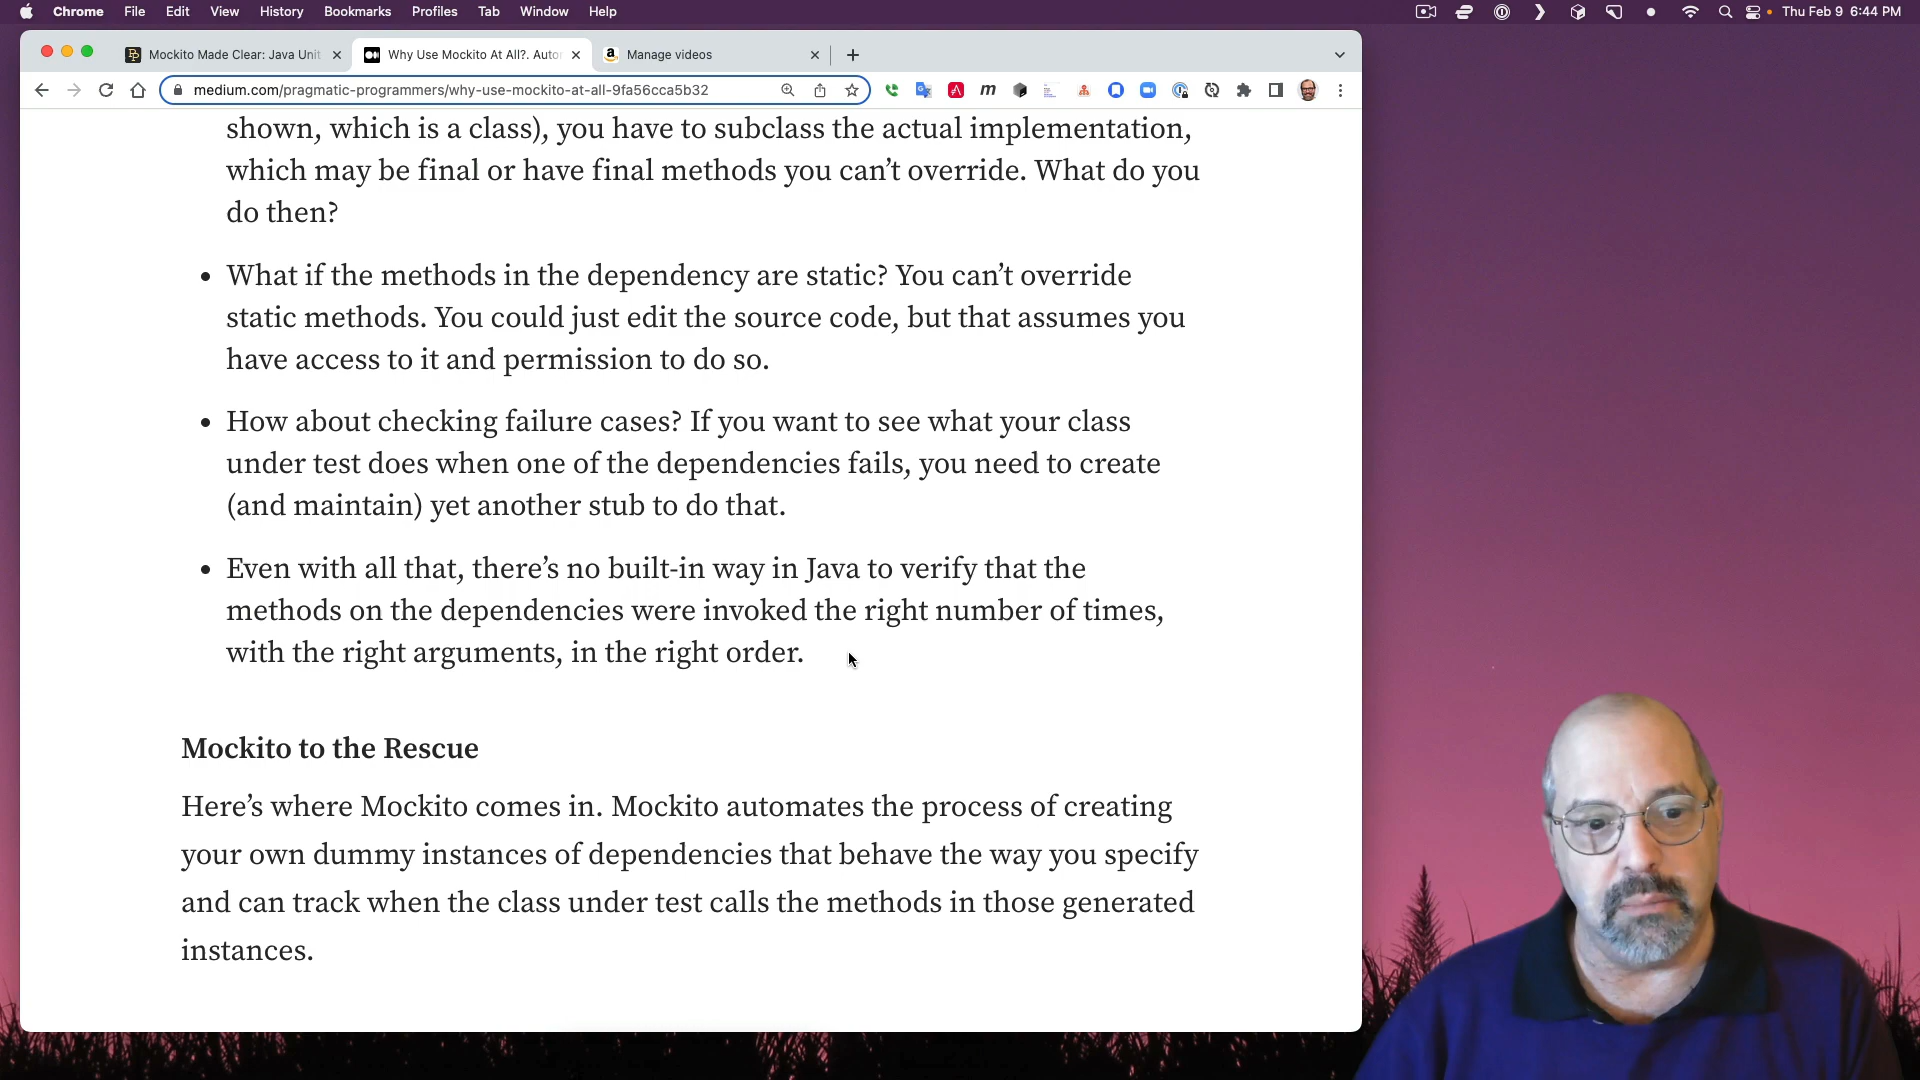 Chrome File Edit View History Bookmarks Profiles Tab Window Help Thu Feb 9 6:44 PM
Mockito Made Clear: Java Unit Why Use Mockito At All?. Auto Manage videos
medium.com/pragmatic-programmers/why-use-mockito-at-all-9fa56cca5b32
shown, which is a class), you have to subclass the actual implementation,
which may be final or have final methods you can’t override. What do you
do then?
• What if the methods in the dependency are static? You can’t override
static methods. You could just edit the source code, but that assumes you
have access to it and permission to do so.
• How about checking failure cases? If you want to see what your class
under test does when one of the dependencies fails, you need to create
(and maintain) yet another stub to do that.
• Even with all that, there’s no built-in way in Java to verify that the
methods on the dependencies were invoked the right number of times,
with the right arguments, in the right order.
Mockito to the Rescue
Here’s where Mockito comes in. Mockito automates the process of creating
your own dummy instances of dependencies that behave the way you specify
and can track when the class under test calls the methods in those generated
instances.